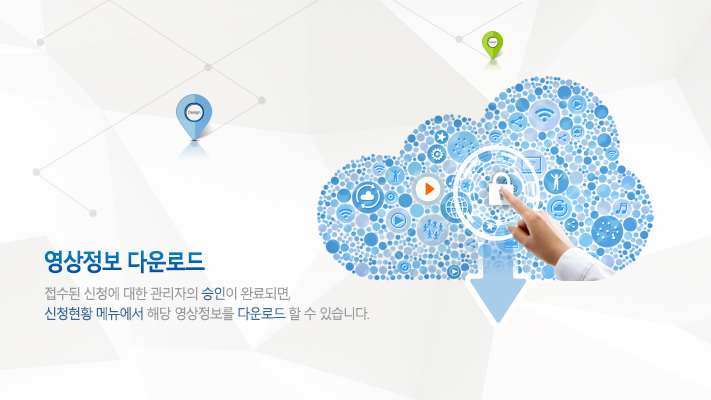 Design
영상정보 다운로드
접수된 신청에 대한 관리자의 승인이 완료되면,
신청현황 메뉴에서 해당 영상정보를 다운로드 할 수 있습니다.